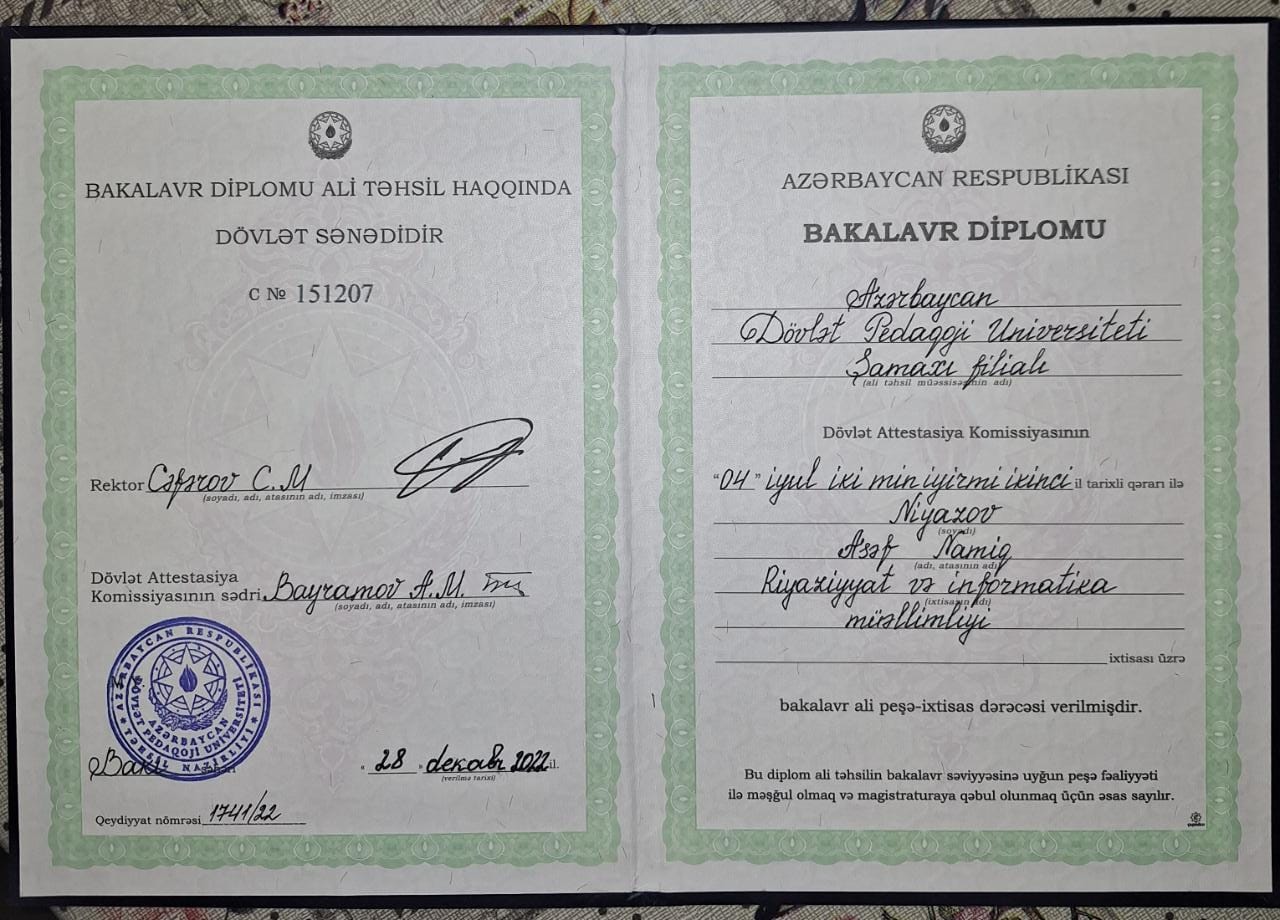 BAKALAVR DİPLOMU ALİ TƏHSİL HAQQINDA
DÖVLƏT SƏNƏDİDİR
C № 151207
Rektor Cəfərov C.M
(soyadı, adı, atasının adı, imzası)
Dövlət Attestasiya
Komissiyasının sədri Bayramov A.M.
(soyadı, adı, atasının adı, imzası)
AZƏRBAYCAN RESPUBLİKASI
TƏHSİL NAZİRLİYİ
AZƏRBAYCAN
DÖVLƏT PEDAQOJİ UNİVERSİTETİ
Bakı şəhəri
"28" dekabr 2022 il.
(verilmə tarixi)
Qeydiyyat nömrəsi 1741/22
AZƏRBAYCAN RESPUBLİKASI
BAKALAVR DİPLOMU
Azərbaycan
Dövlət Pedaqoji Universiteti
Şamaxı filialı
(ali təhsil müəssisəsinin adı)
Dövlət Attestasiya Komissiyasının
"04" iyul iki min iyirmi ikinci il tarixli qərarı ilə
Niyazov
(soyadı)
Asəf Namiq
(adı, atasının adı)
Riyaziyyat və informatika
(ixtisasın adı)
müəllimliyi
ixtisası üzrə
bakalavr ali peşə-ixtisas dərəcəsi verilmişdir.
Bu diplom ali təhsilin bakalavr səviyyəsinə uyğun peşə fəaliyyəti
ilə məşğul olmaq və magistraturaya qəbul olunmaq üçün əsas sayılır.